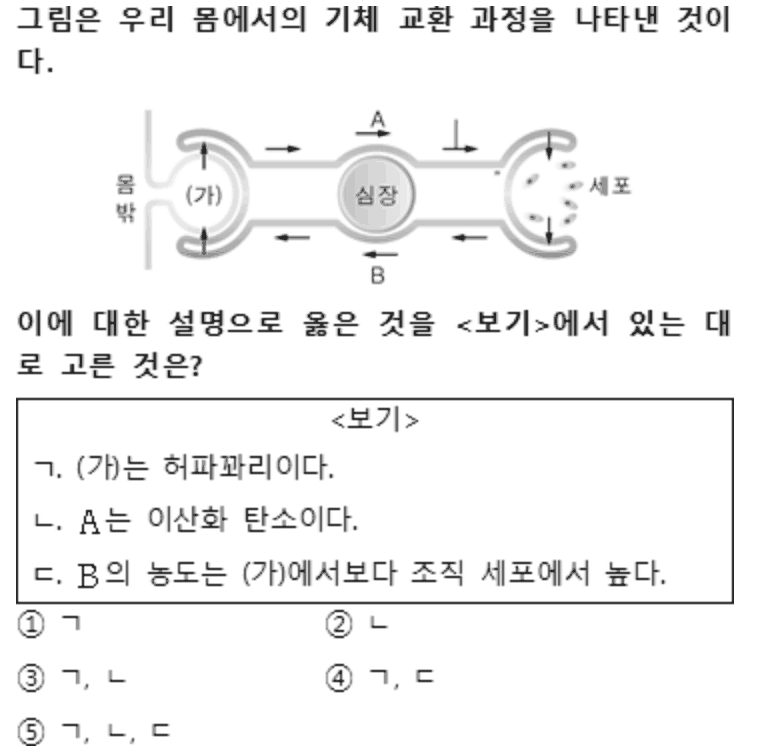 그림은 우리 몸에서의 기체 교환 과정을 나타낸 것이
다.
A
몸
밖
(가)
심장
세포
B
이에 대한 설명으로 옳은 것을 <보기>에서 있는 대
로 고른 것은?
<보기>
ㄱ. (가)는 허파꽈리이다.
ㄴ. A는 이산화 탄소이다.
ㄷ. B의 농도는 (가)에서보다 조직 세포에서 높다.
① ㄱ ② ㄴ
③ ㄱ, ㄴ ④ ㄱ, ㄷ
⑤ ㄱ, ㄴ, ㄷ